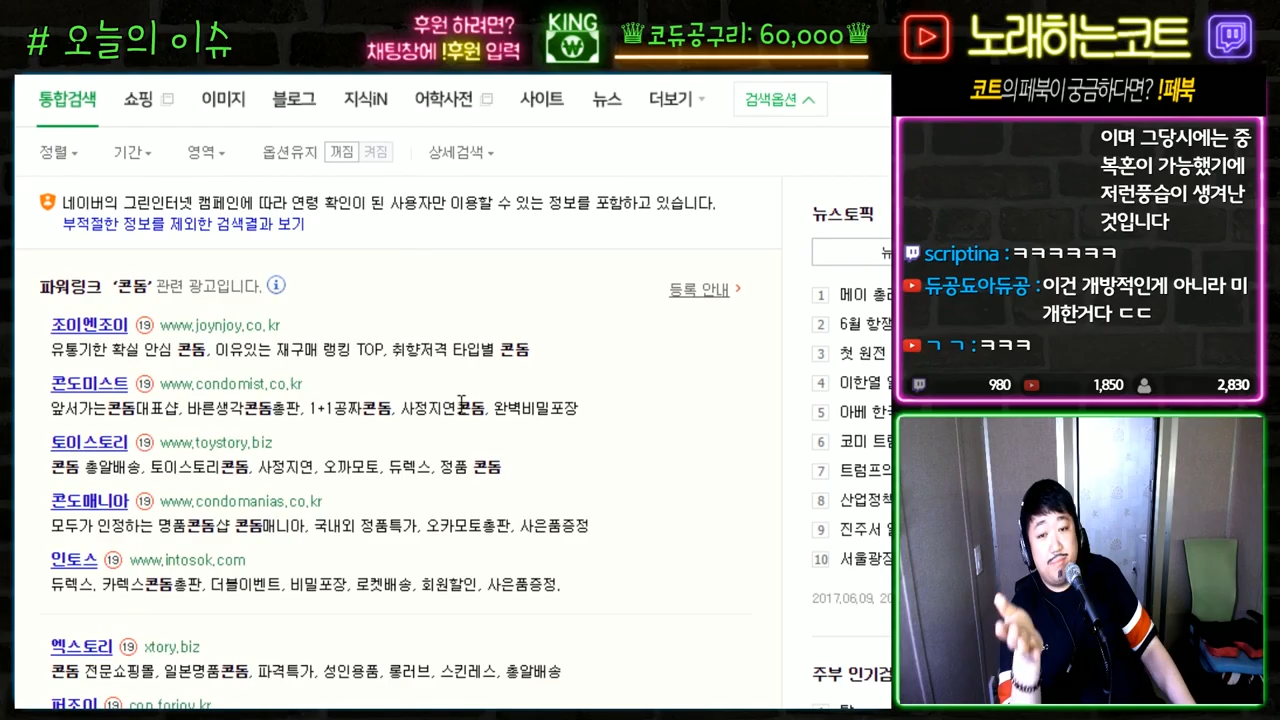 # 오늘의 이슈
후원 하려면?
채팅창에 !후원 입력
KING
₩
코듀공구리: 60,000
노래하는코트
코트의 페북이 궁금하다면? !페북
통합검색 쇼핑 이미지 블로그 지식iN 어학사전 사이트 뉴스 더보기 검색옵션
정렬 기간 영역 옵션유지 꺼짐 켜짐 상세검색
네이버의 그린인터넷 캠페인에 따라 연령 확인이 된 사용자만 이용할 수 있는 정보를 포함하고 있습니다.
부적절한 정보를 제외한 검색결과 보기
파워링크 '콘돔' 관련 광고입니다. i
등록 안내
조이엔조이 19 www.joynjoy.co.kr
유통기한 확실 안심 콘돔, 이유있는 재구매 랭킹 TOP, 취향저격 타입별 콘돔
콘도미스트 19 www.condomist.co.kr
앞서가는콘돔대표샵, 바른생각콘돔총판, 1+1공짜콘돔, 사정지연콘돔, 완벽비밀포장
토이스토리 19 www.toystory.biz
콘돔 총알배송, 토이스토리콘돔, 사정지연, 오까모토, 듀렉스, 정품 콘돔
콘도매니아 19 www.condomanias.co.kr
모두가 인정하는 명품콘돔샵 콘돔매니아, 국내외 정품특가, 오카모토총판, 사은품증정
인토스 19 www.intosok.com
듀렉스, 카렉스콘돔총판, 더블이벤트, 비밀포장, 로켓배송, 회원할인, 사은품증정.
엑스토리 19 xtory.biz
콘돔 전문쇼핑몰, 일본명품콘돔, 파격특가, 성인용품, 롱러브, 스킨레스, 총알배송
퍼조이 19 con.forjoy.kr
뉴스토픽
뉴
1 메이 총리
2 6월 항쟁
3 첫 원전
4 이한열
5 아베 한국
6 코미 트럼
7 트럼프의
8 산업정책
9 진주서
10 서울광장
2017.06.09. 20
주부 인기검
이며 그당시에는 중
복혼이 가능했기에
저런풍습이 생겨난
것입니다
scriptina : ㅋㅋㅋㅋㅋㅋ
듀공됴아듀공 : 이건 개방적인게 아니라 미
개한거다 ㄷㄷ
ㄱ ㄱ : ㅋㅋㅋ
980 1,850 2,830